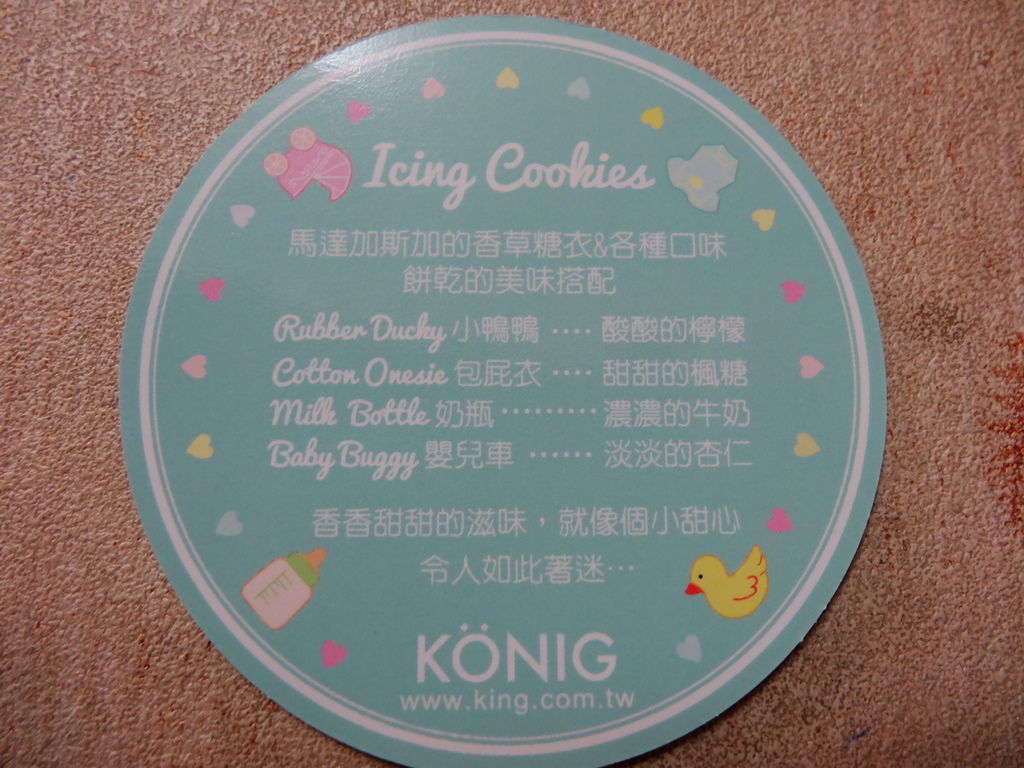 Icing Cookies
馬達加斯加的香草糖衣&各種口味
餅乾的美味搭配
Rubber Ducky 小鴨鴨 ···· 酸酸的檸檬
Cotton Onesie 包屁衣 ···· 甜甜的楓糖
Milk Bottle 奶瓶 ········· 濃濃的牛奶
Baby Buggy 嬰兒車 ······ 淡淡的杏仁
香香甜甜的滋味，就像個小甜心
令人如此著迷···
KÖNIG
www.king.com.tw